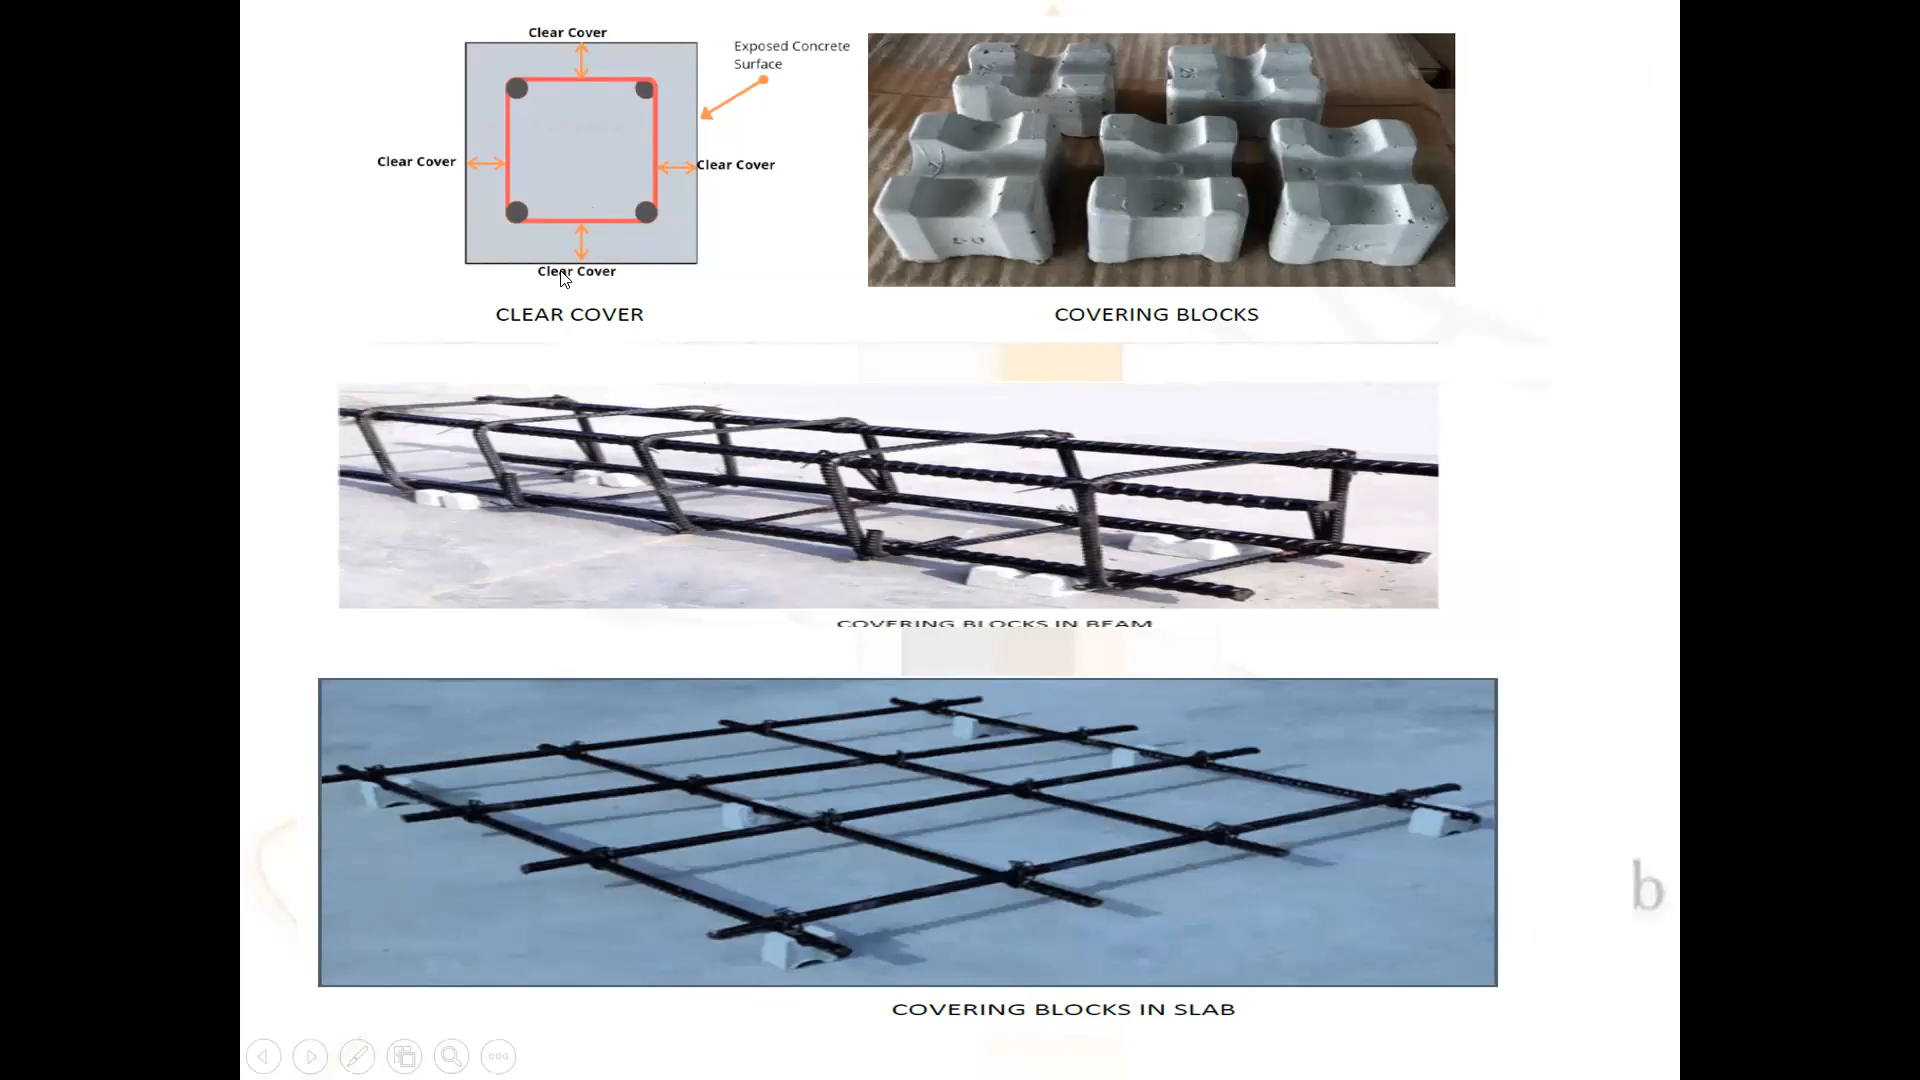 Clear Cover
Exposed Concrete
Surface
Clear Cover
Clear Cover
Clear Cover
CLEAR COVER
COVERING BLOCKS
COVERING BLOCKS IN BEAM
COVERING BLOCKS IN SLAB
b